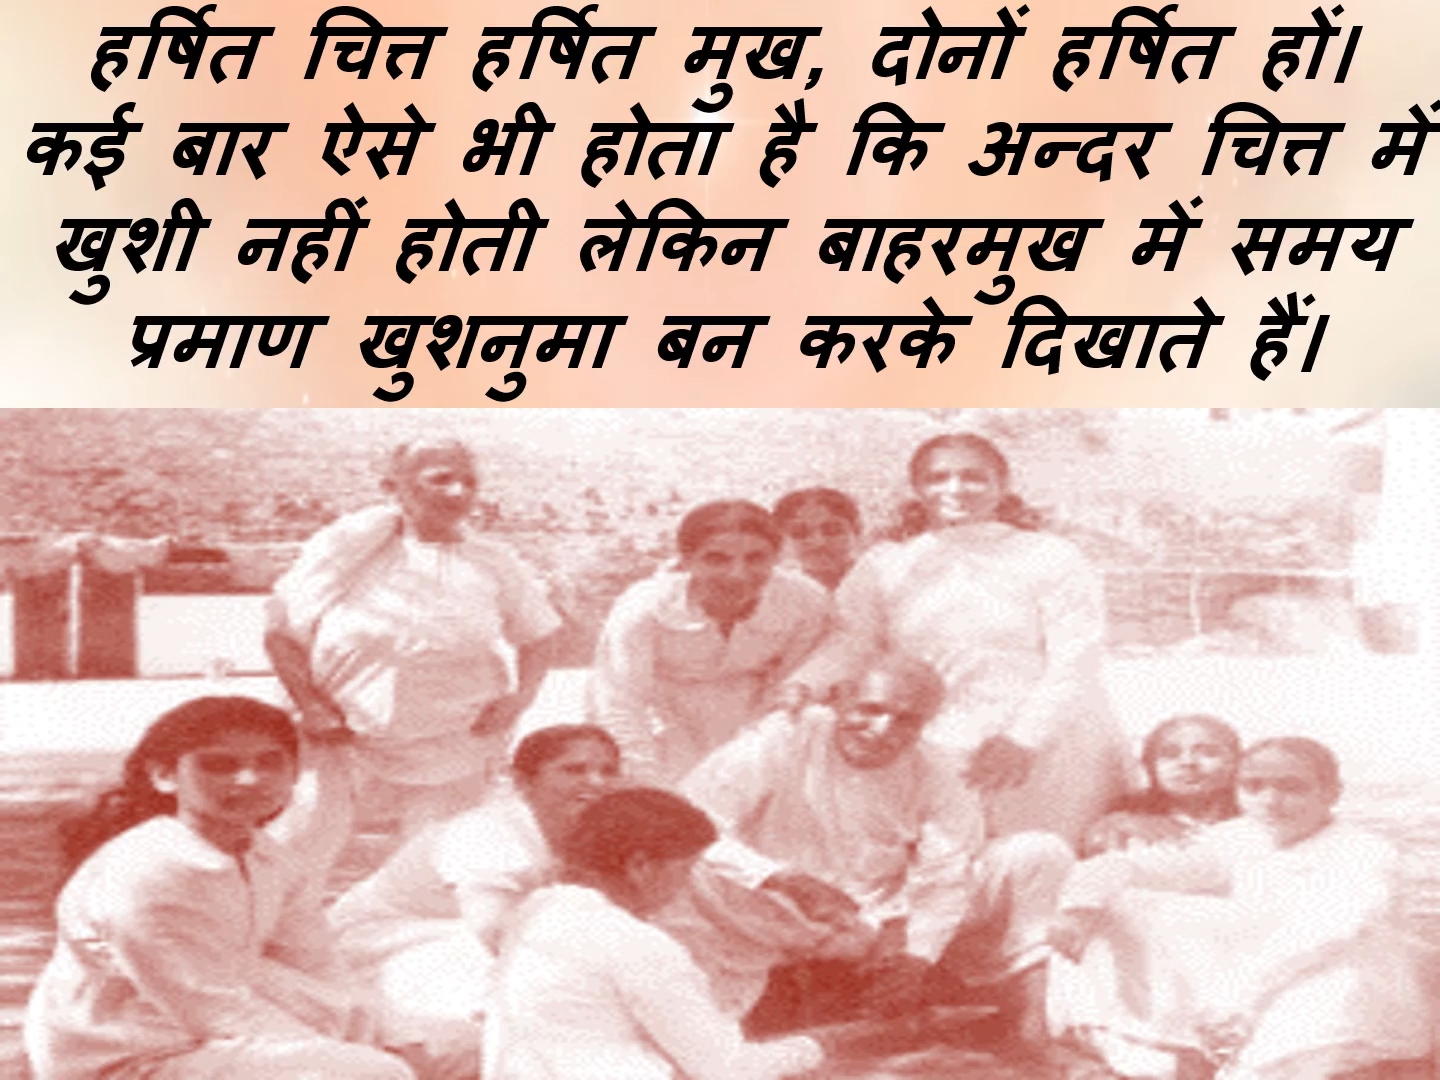 हर्षित चित्त हर्षित मुख, दोनों हर्षित हों।
कई बार ऐसे भी होता है कि अन्दर चित्त में
खुशी नहीं होती लेकिन बाहरमुख में समय
प्रमाण खुशनुमा बन करके दिखाते हैं।